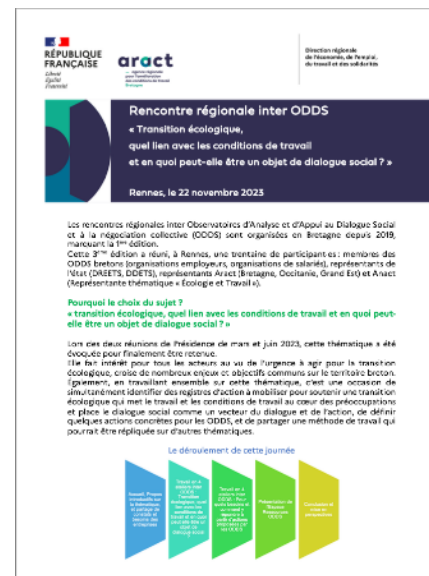 RÉPUBLIQUE
FRANÇAISE
Liberté
Égalité
Fraternité
aract
Bretagne
Direction régionale
de l'économie, de l'emploi,
du travail et des solidarités
Rencontre régionale inter ODDS
« Transition écologique,
quel lien avec les conditions de travail
et en quoi peut-elle être un objet de dialogue social ? »
Rennes, le 22 novembre 2023
Les rencontres régionales inter Observatoires d'Analyse et d'Appui au Dialogue Social
et à la négociation collective (ODDS) sont organisées en Bretagne depuis 2019,
marquant la 1ère édition.
Cette 3ème édition a réuni, à Rennes, une trentaine de participant·es : membres des
ODDS bretons (organisations employeurs, organisations de salariés), représentants de
l'état (DREETS, DDETS), représentants Aract (Bretagne, Occitanie, Grand Est) et Anact
(Représentante thématique « Écologie et Travail »).
Pourquoi le choix du sujet ?
« transition écologique, quel lien avec les conditions de travail et en quoi peut-
elle être un objet de dialogue social ? »
Lors des deux réunions de Présidence de mars et juin 2023, cette thématique a été
évoquée pour finalement être retenue.
Elle fait intérêt pour tous les acteurs au vu de l'urgence à agir pour la transition
écologique, croise de nombreux enjeux et objectifs communs sur le territoire breton.
Également, en travaillant ensemble sur cette thématique, c'est une occasion de
simultanément identifier des registres d'action à mobiliser pour soutenir une transition
écologique qui met le travail et les conditions de travail au cœur des préoccupations
et place le dialogue social comme un vecteur du dialogue et de l'action, de définir
quelques actions concrètes pour les ODDS, et de partager une méthode de travail qui
pourrait être répliquée sur d'autres thématiques.
Le déroulement de cette journée